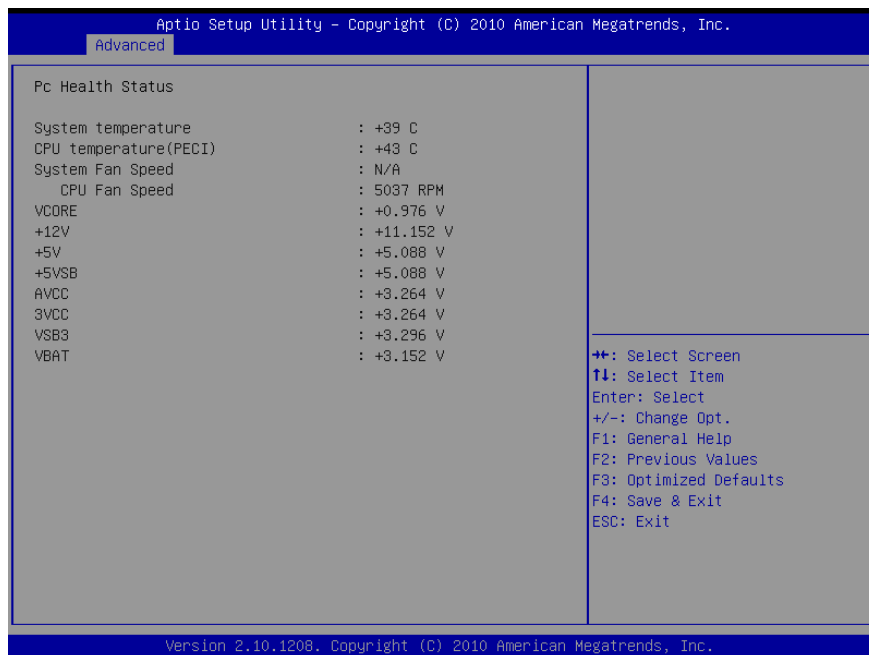 Aptio Setup Utility – Copyright (C) 2010 American Megatrends, Inc.
Advanced
Pc Health Status
System temperature : +39 C
CPU temperature(PECI) : +43 C
System Fan Speed : N/A
CPU Fan Speed : 5037 RPM
VCORE : +0.976 V
+12V : +11.152 V
+5V : +5.088 V
+5VSB : +5.088 V
AVCC : +3.264 V
3VCC : +3.264 V
VSB3 : +3.296 V
VBAT : +3.152 V
→←: Select Screen
↑↓: Select Item
Enter: Select
+/-: Change Opt.
F1: General Help
F2: Previous Values
F3: Optimized Defaults
F4: Save & Exit
ESC: Exit
Version 2.10.1208. Copyright (C) 2010 American Megatrends, Inc.